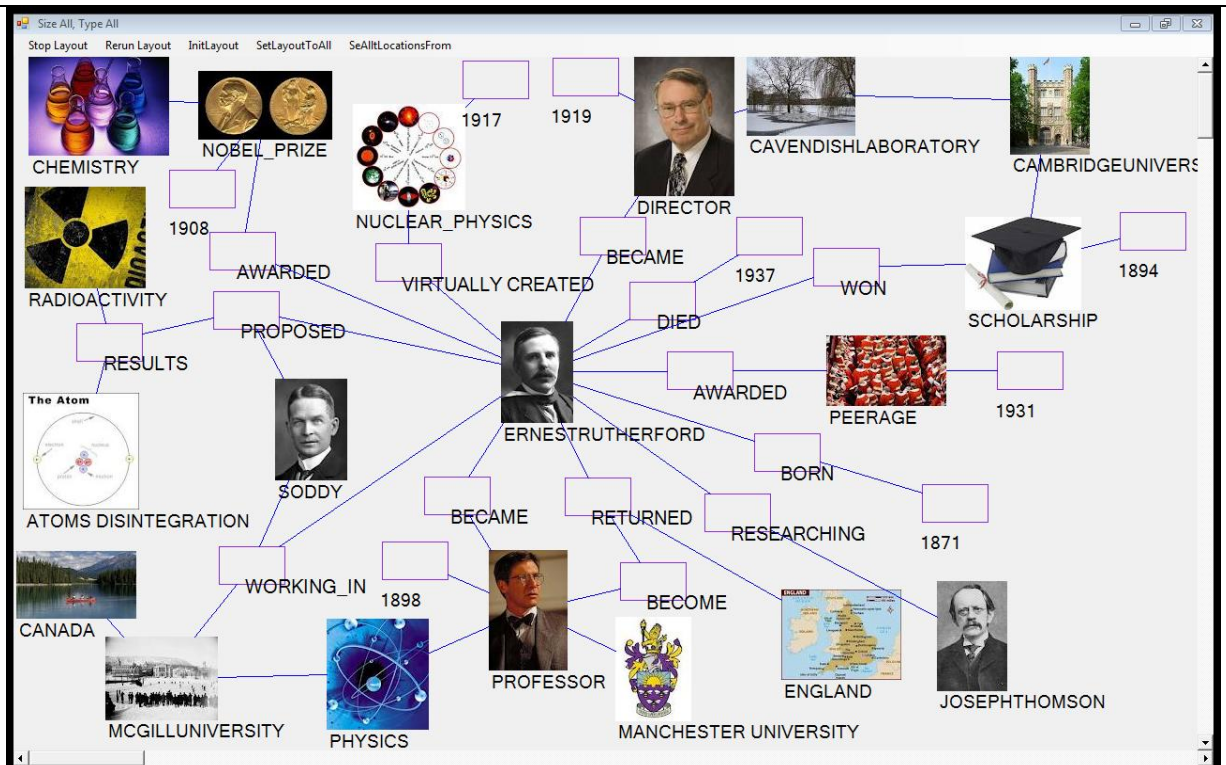 Size All, Type All
Stop Layout Rerun Layout InitLayout SetLayoutToAll SeAlltLocationsFrom
CHEMISTRY
NOBEL_PRIZE
1917
1919
CAVENDISHLABORATORY
CAMBRIDGEUNIVERS
1908
NUCLEAR_PHYSICS
DIRECTOR
RADIOACTIVITY
AWARDED
VIRTUALLY CREATED
BECAME
1937
WON
1894
SCHOLARSHIP
PROPOSED
DIED
RESULTS
AWARDED
PEERAGE
1931
The Atom
ERNESTRUTHERFORD
BORN
SODDY
ATOMS DISINTEGRATION
BECAME
RETURNED
RESEARCHING
1871
WORKING_IN
1898
BECOME
CANADA
ENGLAND
PROFESSOR
ENGLAND
JOSEPHTHOMSON
MCGILLUNIVERSITY
PHYSICS
MANCHESTER UNIVERSITY